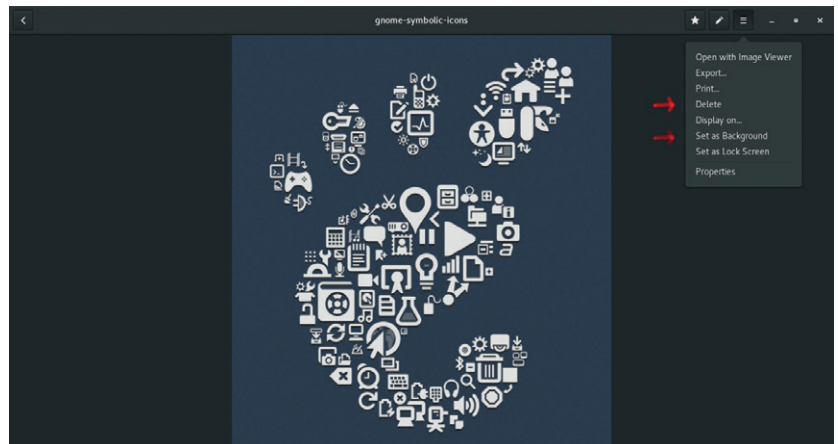 gnome-symbolic-icons
Open with Image Viewer
Export...
Print...
Delete
Display on...
Set as Background
Set as Lock Screen
Properties